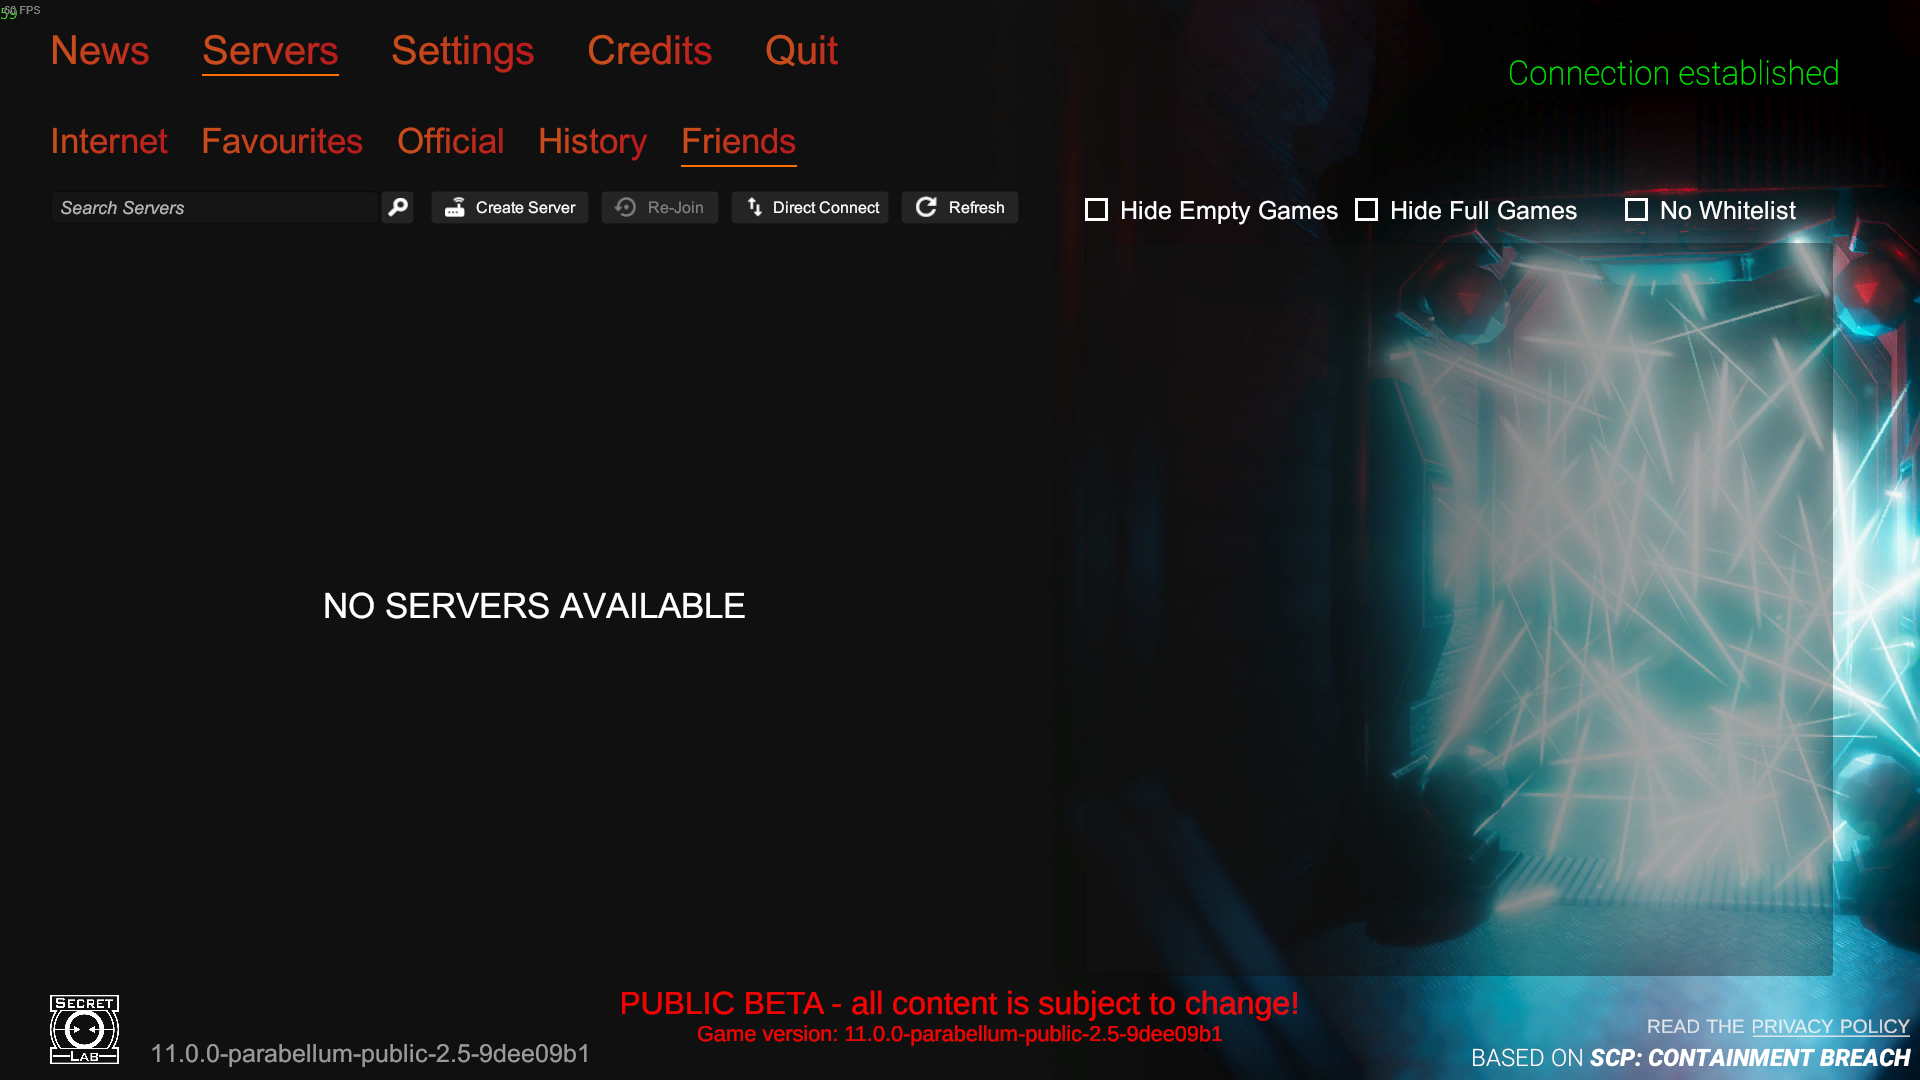 60 FPS
News Servers Settings Credits Quit
Connection established
Internet Favourites Official History Friends
Search Servers Create Server Re-Join Direct Connect Refresh Hide Empty Games Hide Full Games No Whitelist
NO SERVERS AVAILABLE
PUBLIC BETA - all content is subject to change!
Game version: 11.0.0-parabellum-public-2.5-9dee09b1
SECRET
LAB
11.0.0-parabellum-public-2.5-9dee09b1
READ THE PRIVACY POLICY
BASED ON SCP: CONTAINMENT BREACH